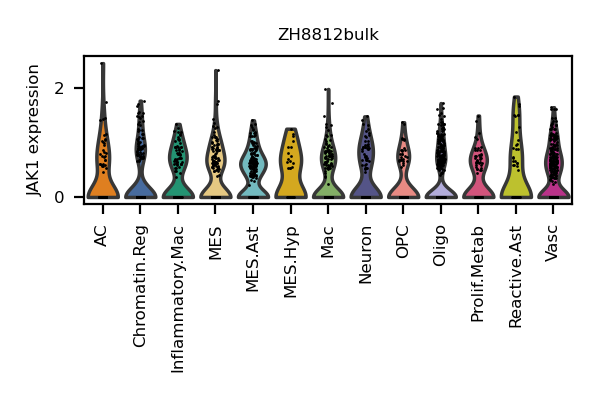 ZH8812bulk
JAK1 expression
2
0
AC
Chromatin.Reg
Inflammatory.Mac
MES
MES.Ast
MES.Hyp
Mac
Neuron
OPC
Oligo
Prolif.Metab
Reactive.Ast
Vasc